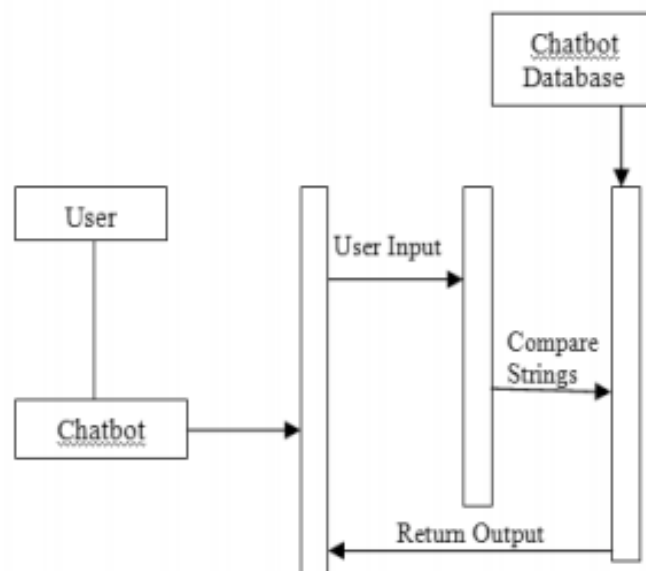 Chatbot
Database
User
User Input
Compare
Strings
Chatbot
Return Output